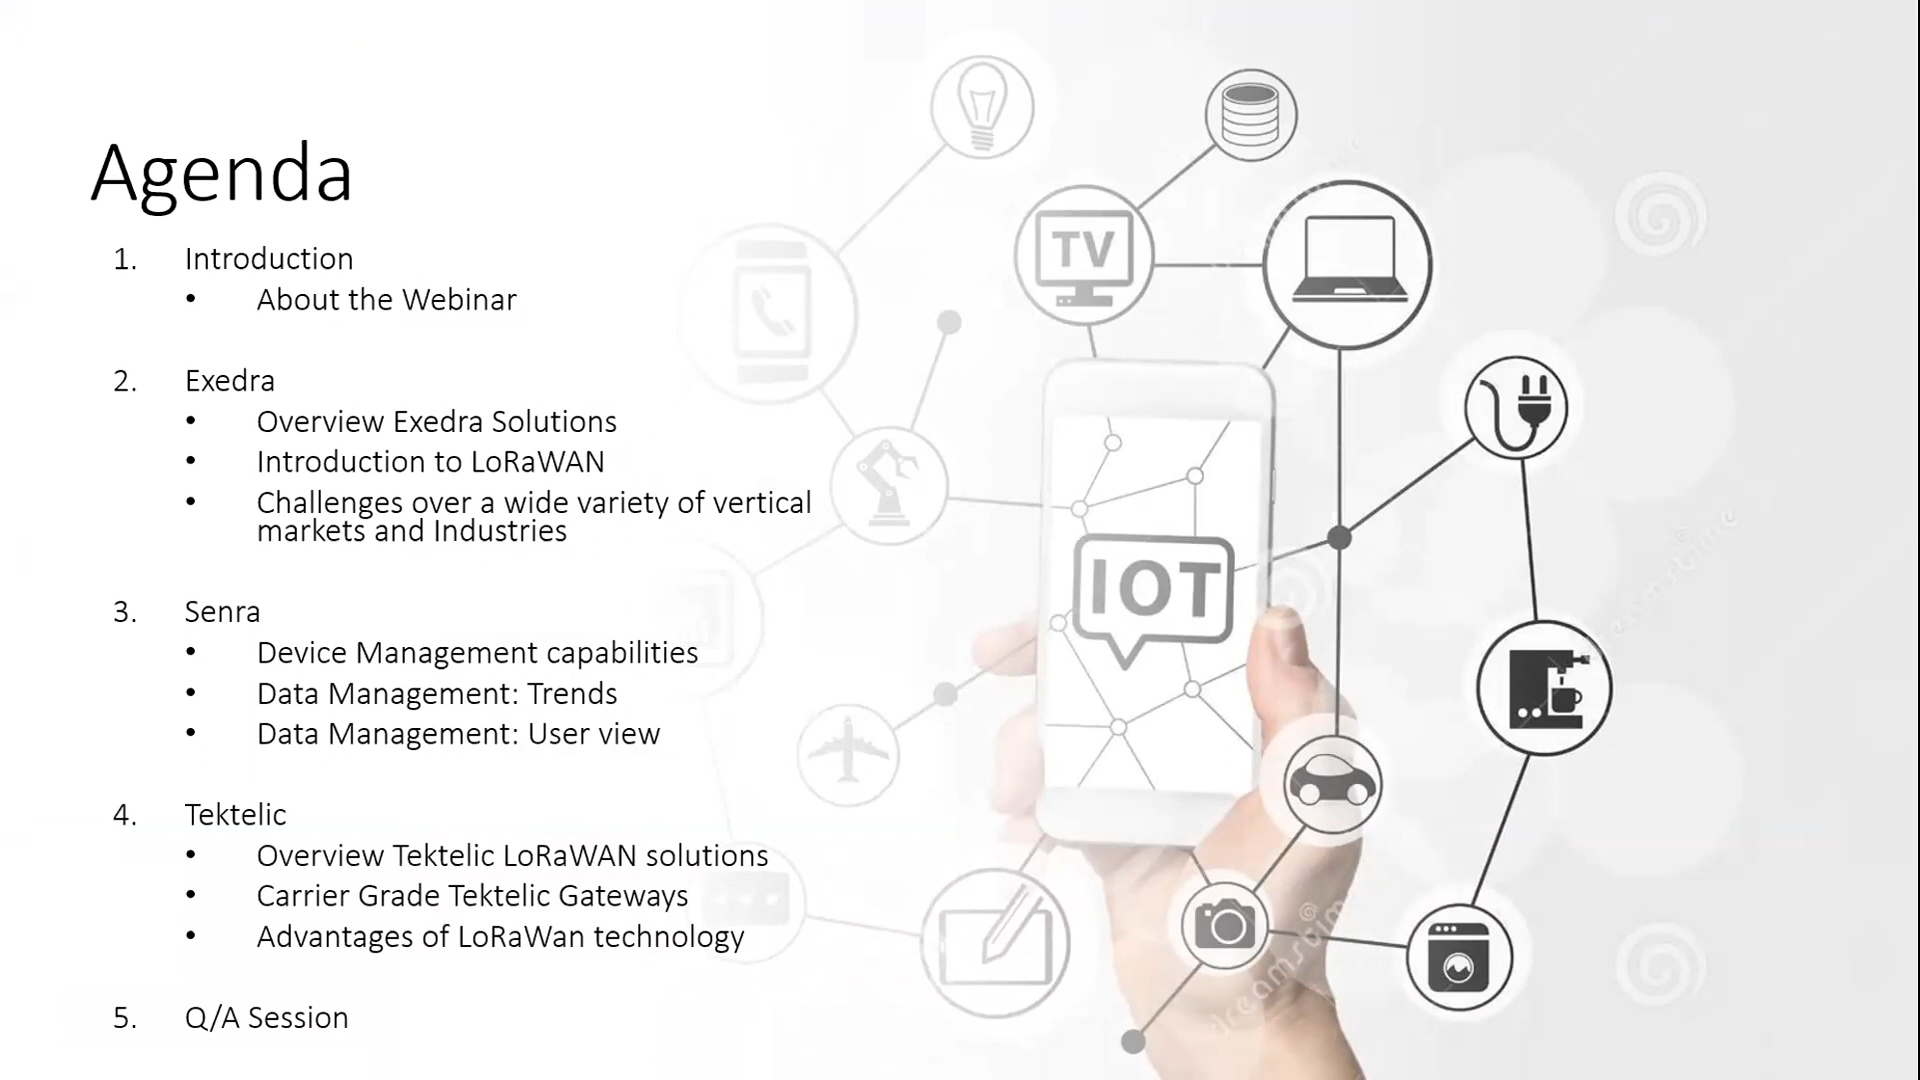 Agenda
1. Introduction
• About the Webinar
2. Exedra
• Overview Exedra Solutions
• Introduction to LoRaWAN
• Challenges over a wide variety of vertical
markets and Industries
3. Senra
• Device Management capabilities
• Data Management: Trends
• Data Management: User view
4. Tektelic
• Overview Tektelic LoRaWAN solutions
• Carrier Grade Tektelic Gateways
• Advantages of LoRaWan technology
5. Q/A Session
TV
IOT
dreamstime
dreamstime